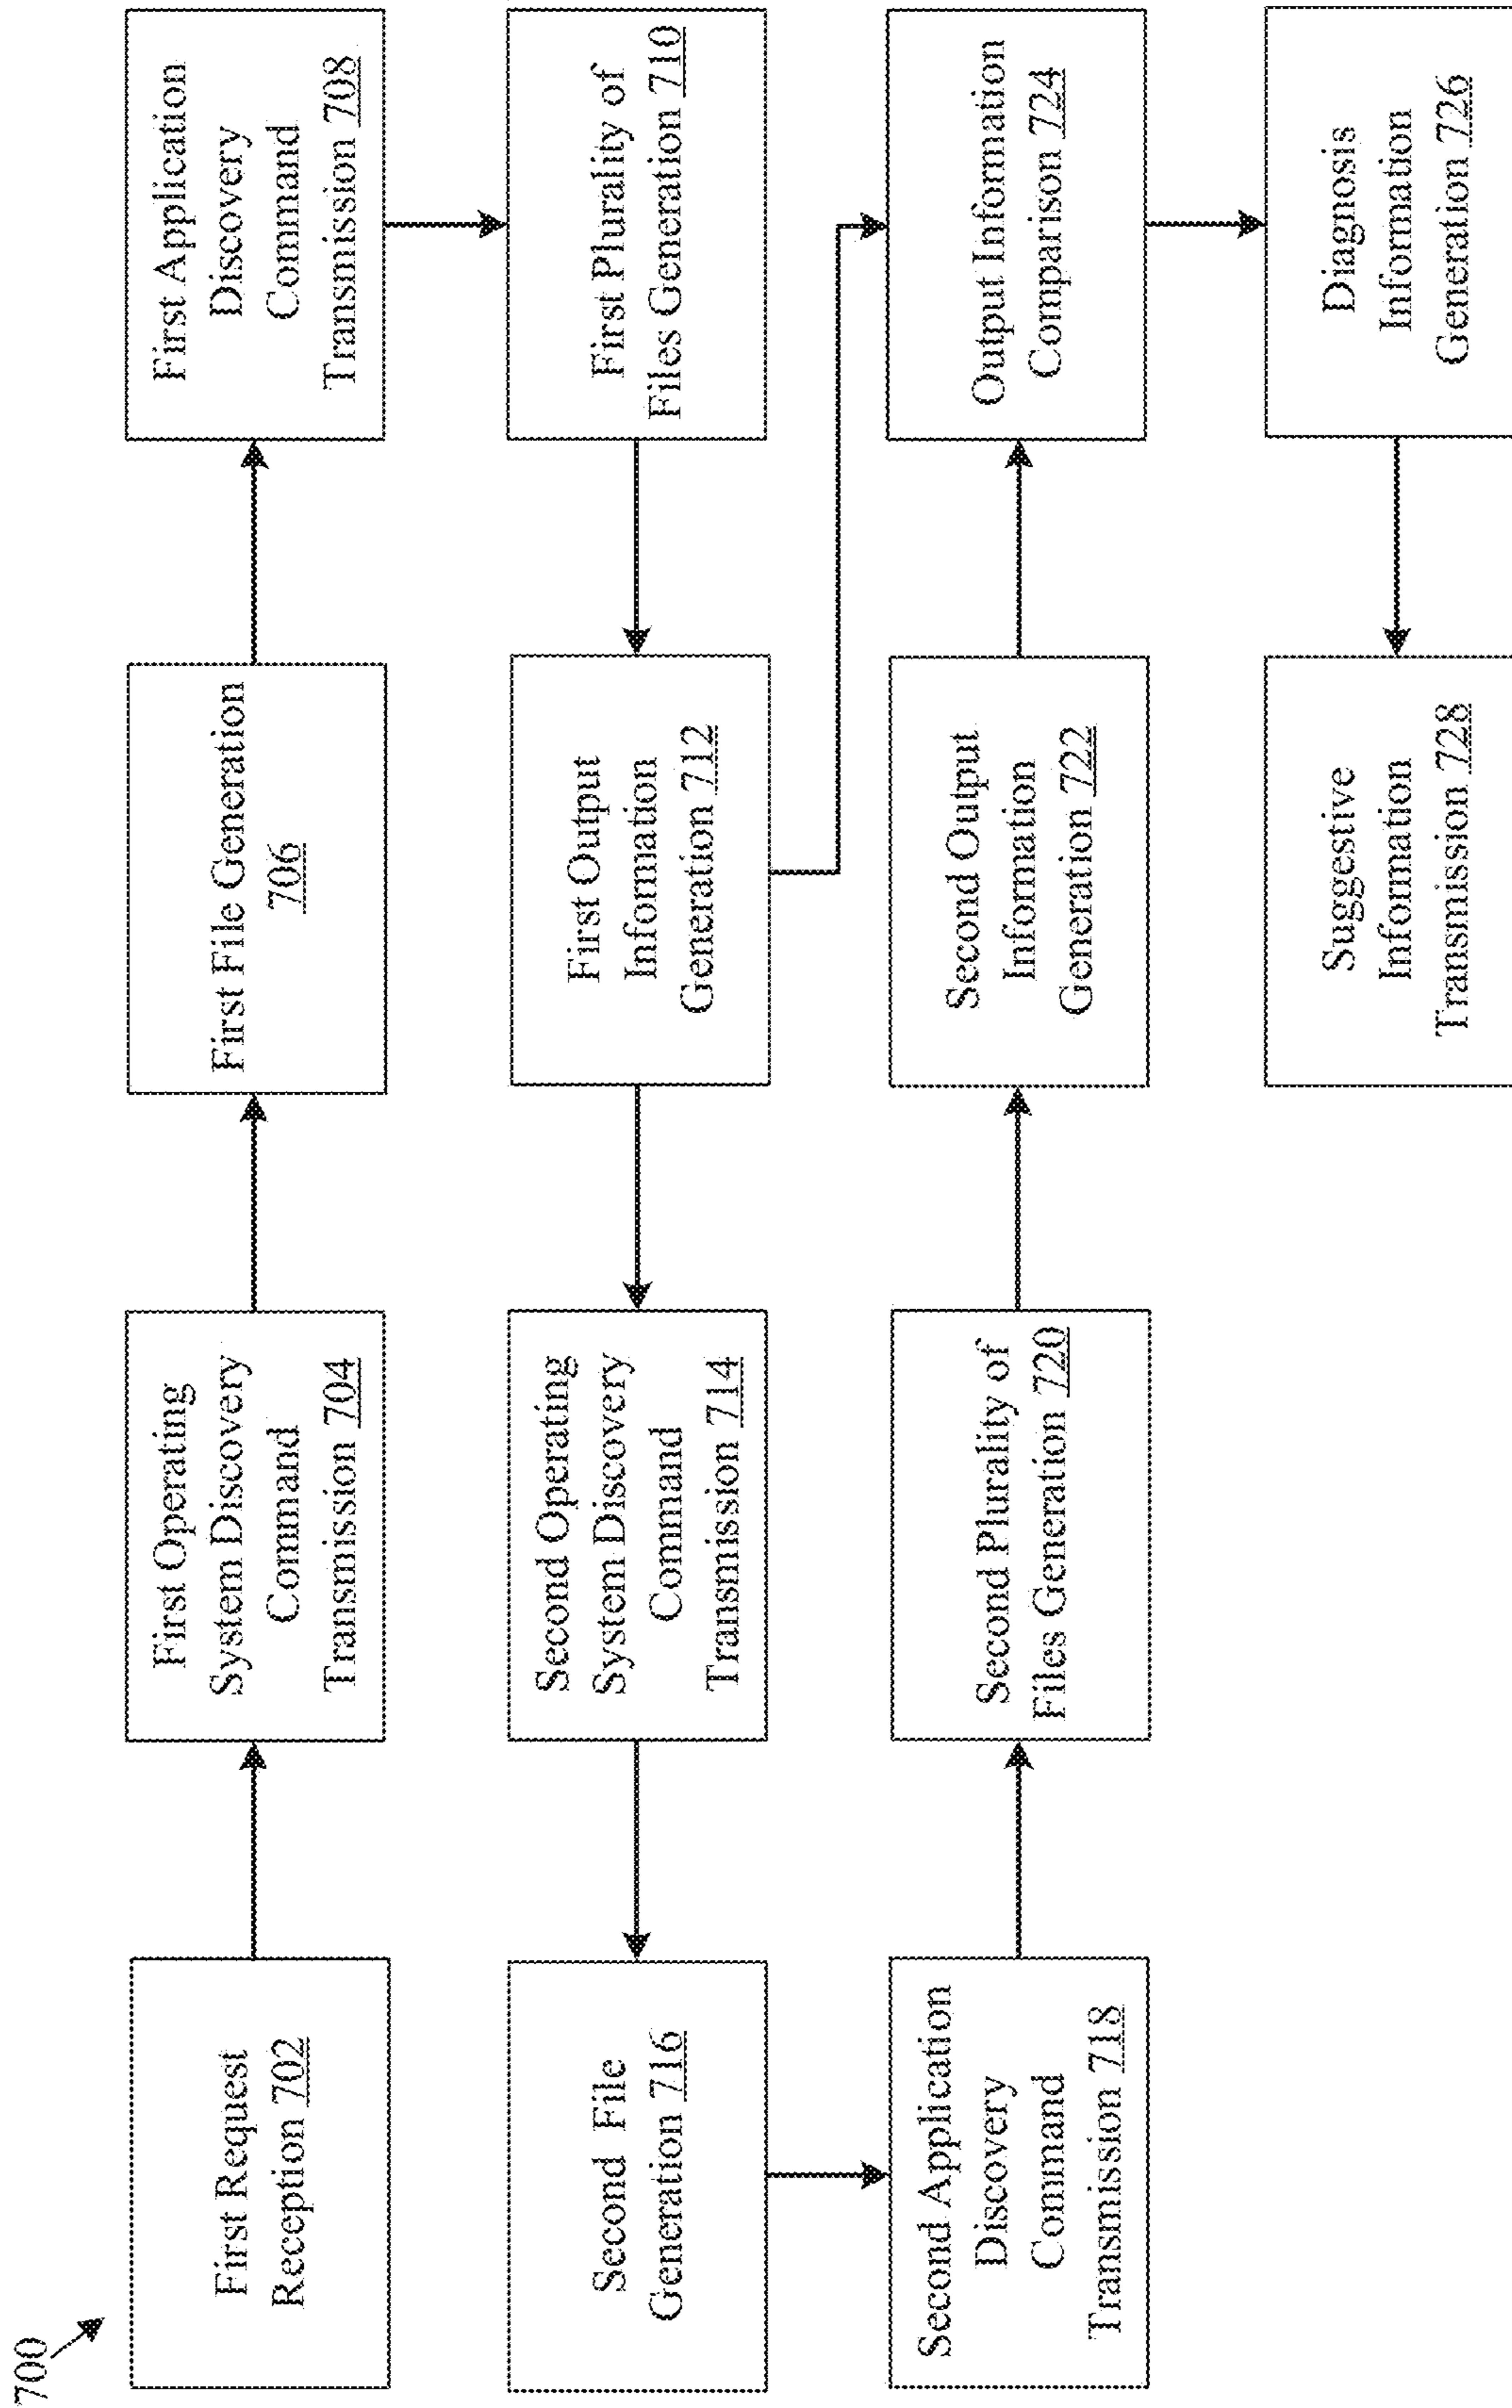 700
First Request
Reception 702
First Operating
System Discovery
Command
Transmission 704
First File Generation
706
First Application
Discovery
Command
Transmission 708
First Plurality of
Files Generation 710
First Output
Information
Generation 712
Second Operating
System Discovery
Command
Transmission 714
Second File
Generation 716
Second Application
Discovery
Command
Transmission 718
Second Plurality of
Files Generation 720
Second Output
Information
Generation 722
Output Information
Comparison 724
Diagnosis
Information
Generation 726
Suggestive
Information
Transmission 728